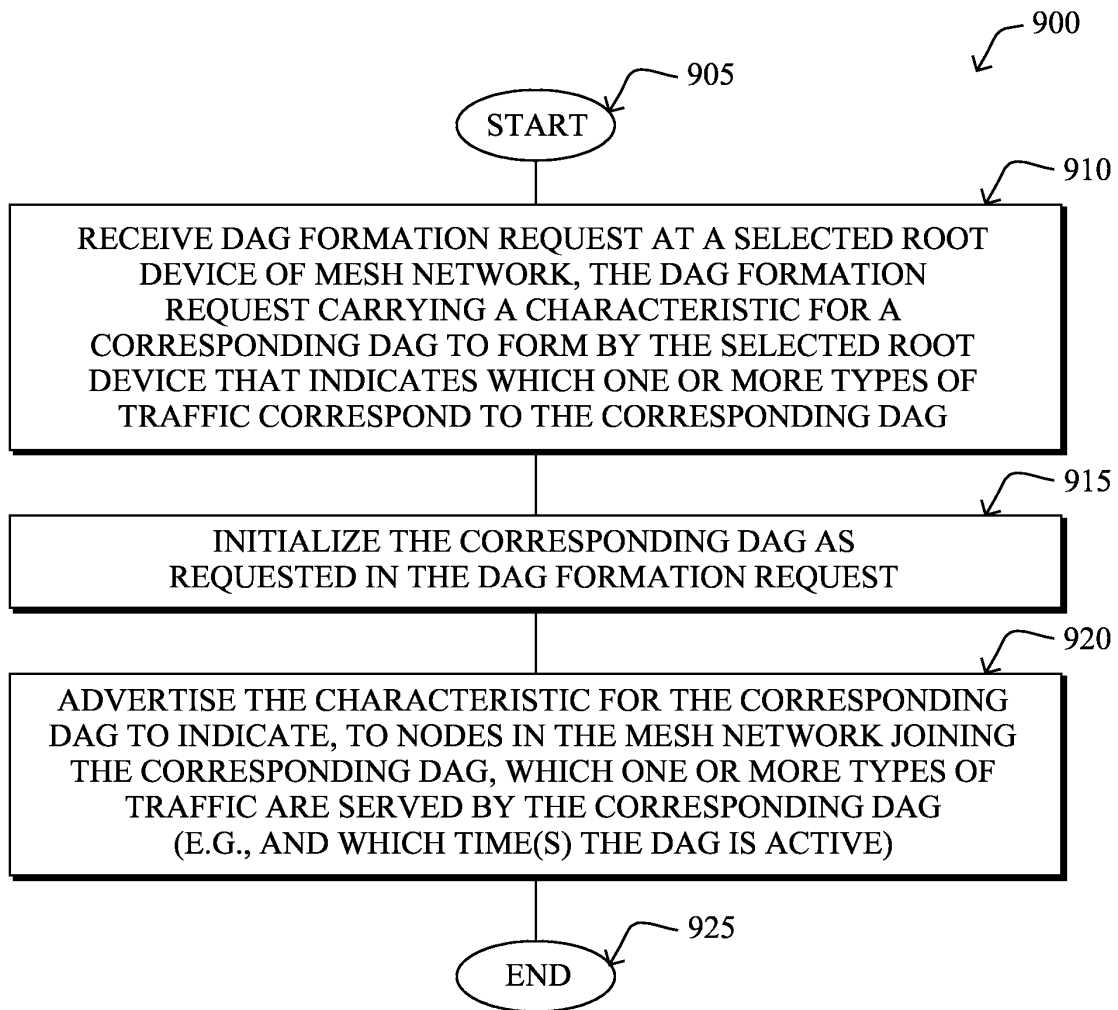 900
905
START
910
RECEIVE DAG FORMATION REQUEST AT A SELECTED ROOT
DEVICE OF MESH NETWORK, THE DAG FORMATION
REQUEST CARRYING A CHARACTERISTIC FOR A
CORRESPONDING DAG TO FORM BY THE SELECTED ROOT
DEVICE THAT INDICATES WHICH ONE OR MORE TYPES OF
TRAFFIC CORRESPOND TO THE CORRESPONDING DAG
915
INITIALIZE THE CORRESPONDING DAG AS
REQUESTED IN THE DAG FORMATION REQUEST
920
ADVERTISE THE CHARACTERISTIC FOR THE CORRESPONDING
DAG TO INDICATE, TO NODES IN THE MESH NETWORK JOINING
THE CORRESPONDING DAG, WHICH ONE OR MORE TYPES OF
TRAFFIC ARE SERVED BY THE CORRESPONDING DAG
(E.G., AND WHICH TIME(S) THE DAG IS ACTIVE)
925
END